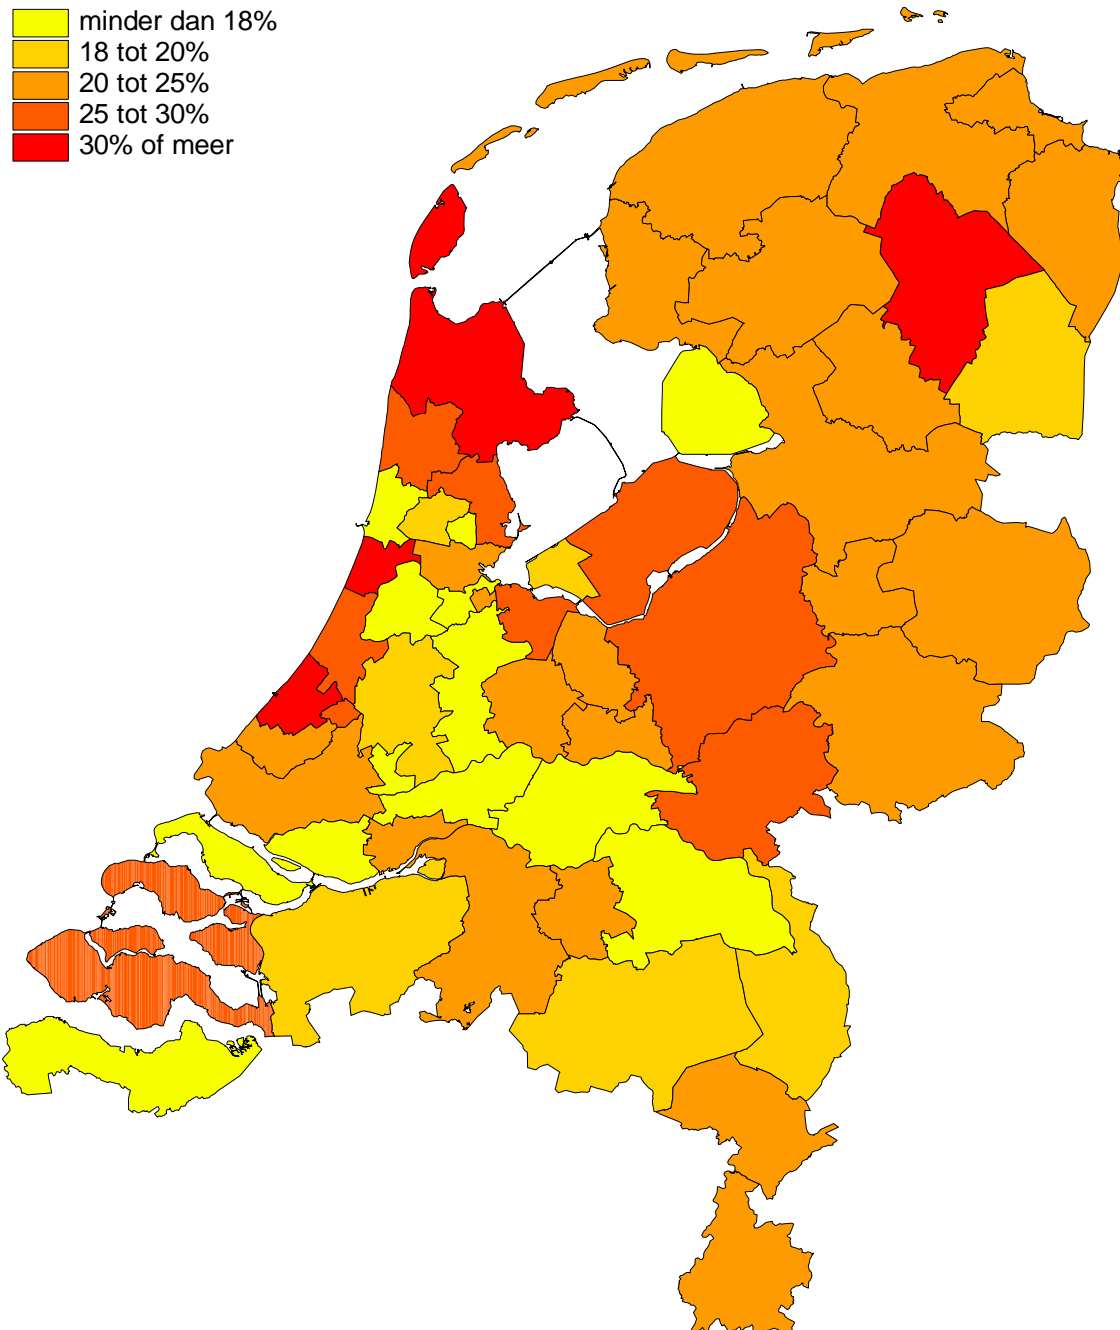 minder dan 18%
18 tot 20%
20 tot 25%
25 tot 30%
30% of meer